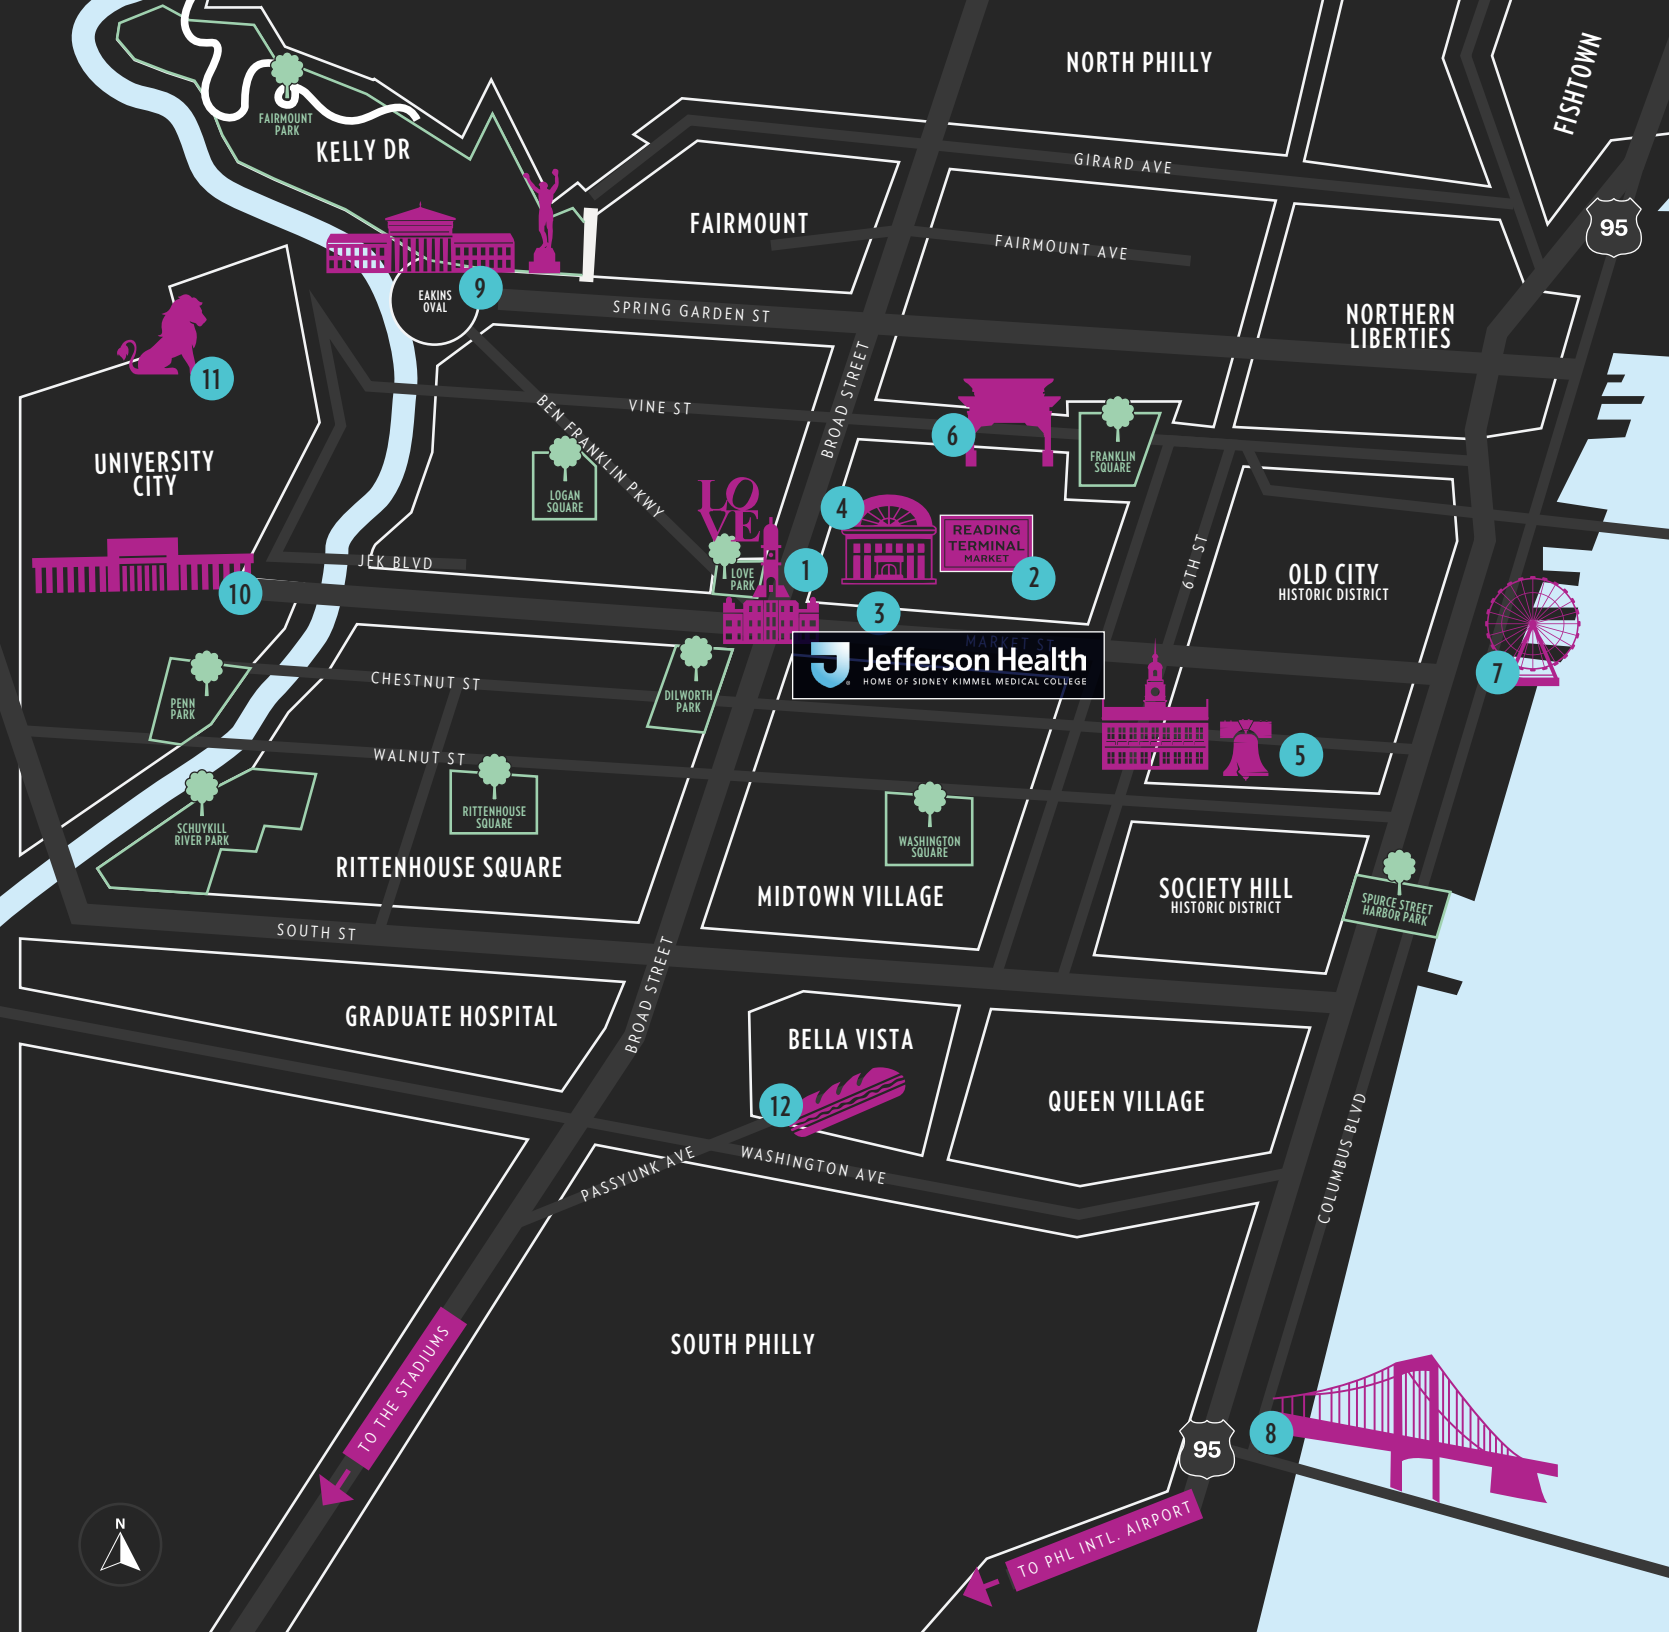 NORTH PHILLY
FISHTOWN
FAIRMOUNT
PARK
KELLY DR
GIRARD AVE
FAIRMOUNT
FAIRMOUNT AVE
95
EAKINS
OVAL
9
SPRING GARDEN ST
NORTHERN
LIBERTIES
11
VINE ST
BEN FRANKLIN PKWY
BROAD STREET
6
FRANKLIN
SQUARE
UNIVERSITY
CITY
LOGAN
SQUARE
LO
VE
4
READING
TERMINAL
MARKET
2
6TH ST
OLD CITY
HISTORIC DISTRICT
JFK BLVD
10
LOVE
PARK
1
3
MARKET ST
Jefferson Health
HOME OF SIDNEY KIMMEL MEDICAL COLLEGE
7
PENN
PARK
CHESTNUT ST
DILWORTH
PARK
WALNUT ST
5
SCHUYKILL
RIVER PARK
RITTENHOUSE
SQUARE
WASHINGTON
SQUARE
RITTENHOUSE SQUARE
MIDTOWN VILLAGE
SOCIETY HILL
HISTORIC DISTRICT
SPURCE STREET
HARBOR PARK
SOUTH ST
BROAD STREET
GRADUATE HOSPITAL
BELLA VISTA
12
QUEEN VILLAGE
PASSYUNK AVE
WASHINGTON AVE
COLUMBUS BLVD
SOUTH PHILLY
TO THE STADIUMS
95
8
TO PHL INTL. AIRPORT
N